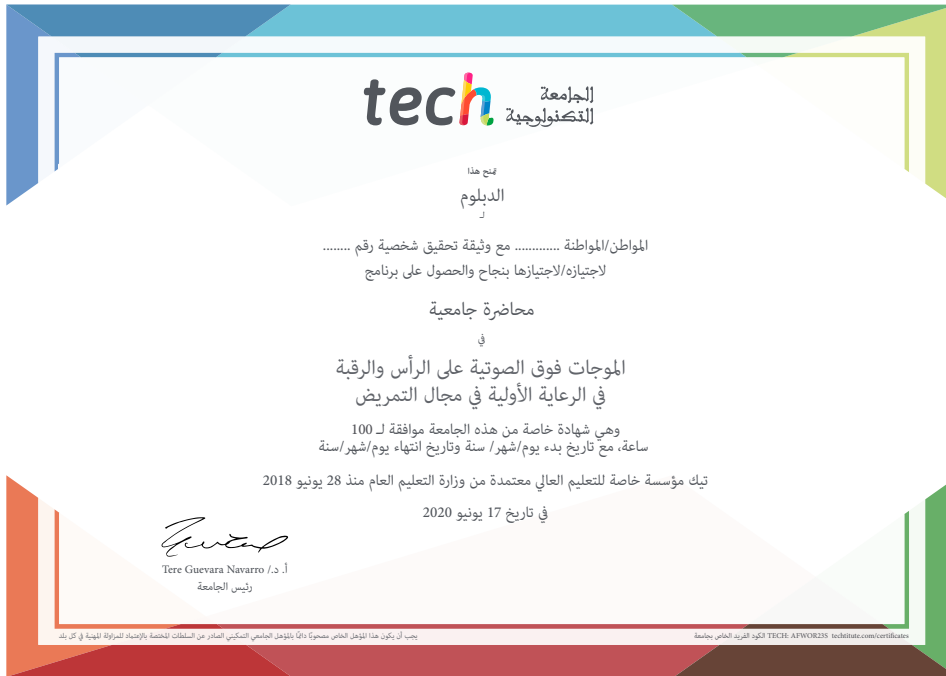 tech الجامعة
التكنولوجية
يمنح هذا
الدبلوم
لـ
المواطن/المواطنة ............ مع وثيقة تحقيق شخصية رقم ........
لاجتيازه/لاجتيازها بنجاح والحصول على برنامج
محاضرة جامعية
في
الموجات فوق الصوتية على الرأس والرقبة
في الرعاية الأولية في مجال التمريض
وهي شهادة خاصة من هذه الجامعة موافقة لـ 100
ساعة، مع تاريخ بدء يوم/شهر/ سنة وتاريخ انتهاء يوم/شهر/سنة
تيك مؤسسة خاصة للتعليم العالي معتمدة من وزارة التعليم العام منذ 28 يونيو 2018
في تاريخ 17 يونيو 2020
أ. د./ Tere Guevara Navarro
رئيس الجامعة
الكود الفريد الخاص بجامعة TECH: AFWOR23S techtitute.com/certificates
يجب أن يكون هذا المؤهل الخاص مصحوبًا دائمًا بالمؤهل الجامعي التمكيني الصادر عن السلطات المختصة بالإعتماد للمزاولة المهنية في كل بلد